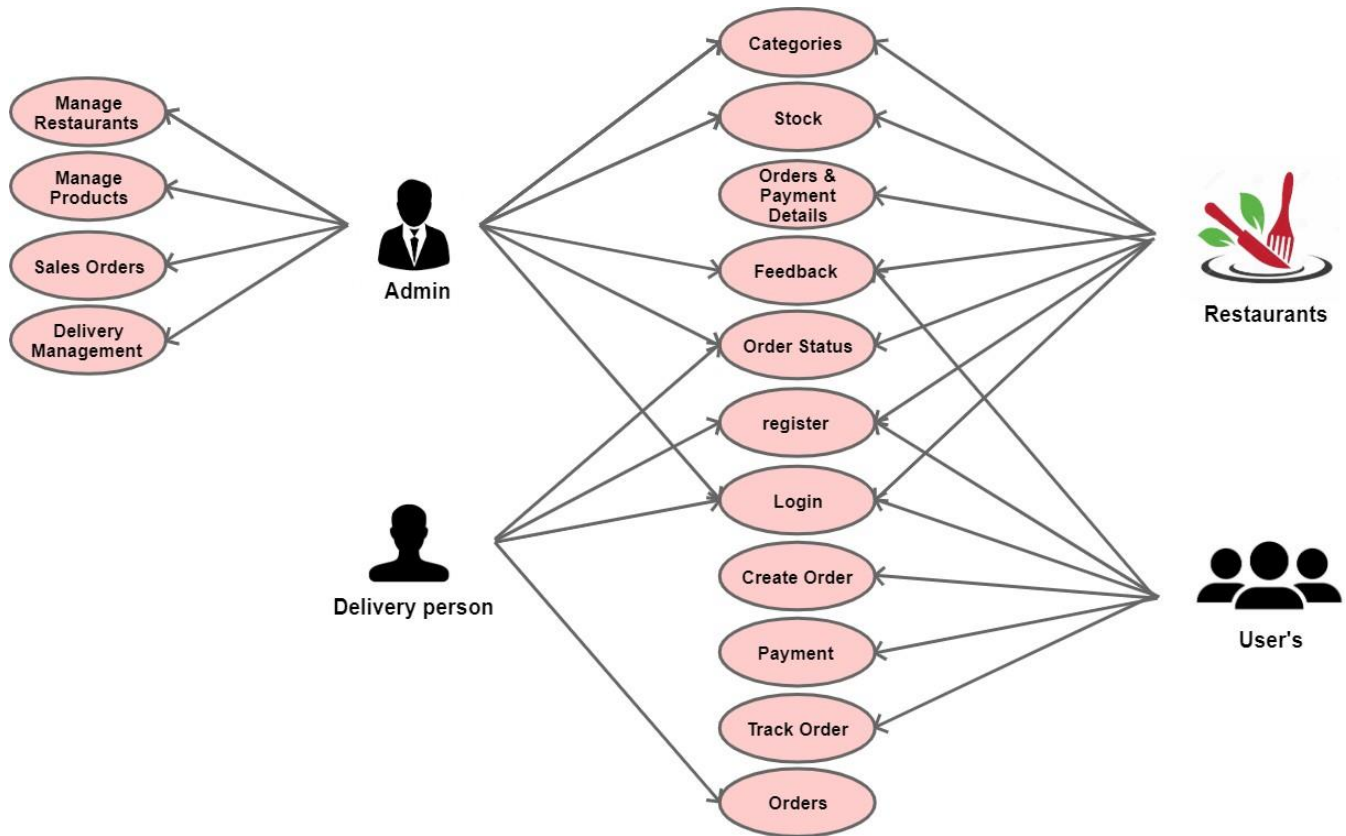 Manage
Restaurants
Manage
Products
Sales Orders
Delivery
Management
Admin
Delivery person
Categories
Stock
Orders &
Payment
Details
Feedback
Order Status
register
Login
Create Order
Payment
Track Order
Orders
Restaurants
User's